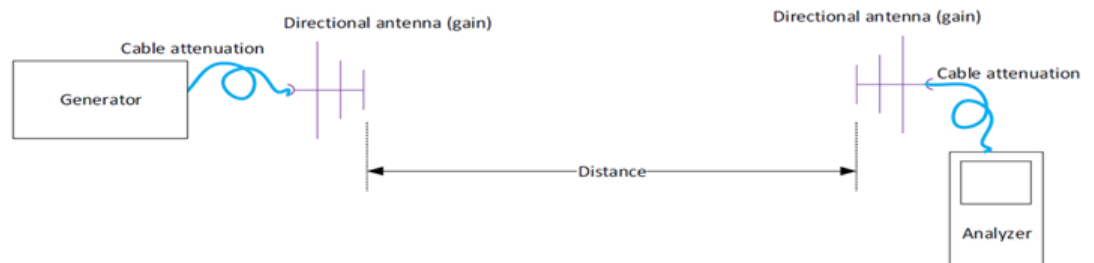 Directional antenna (gain)
Cable attenuation
Generator
Directional antenna (gain)
Cable attenuation
Distance
Analyzer